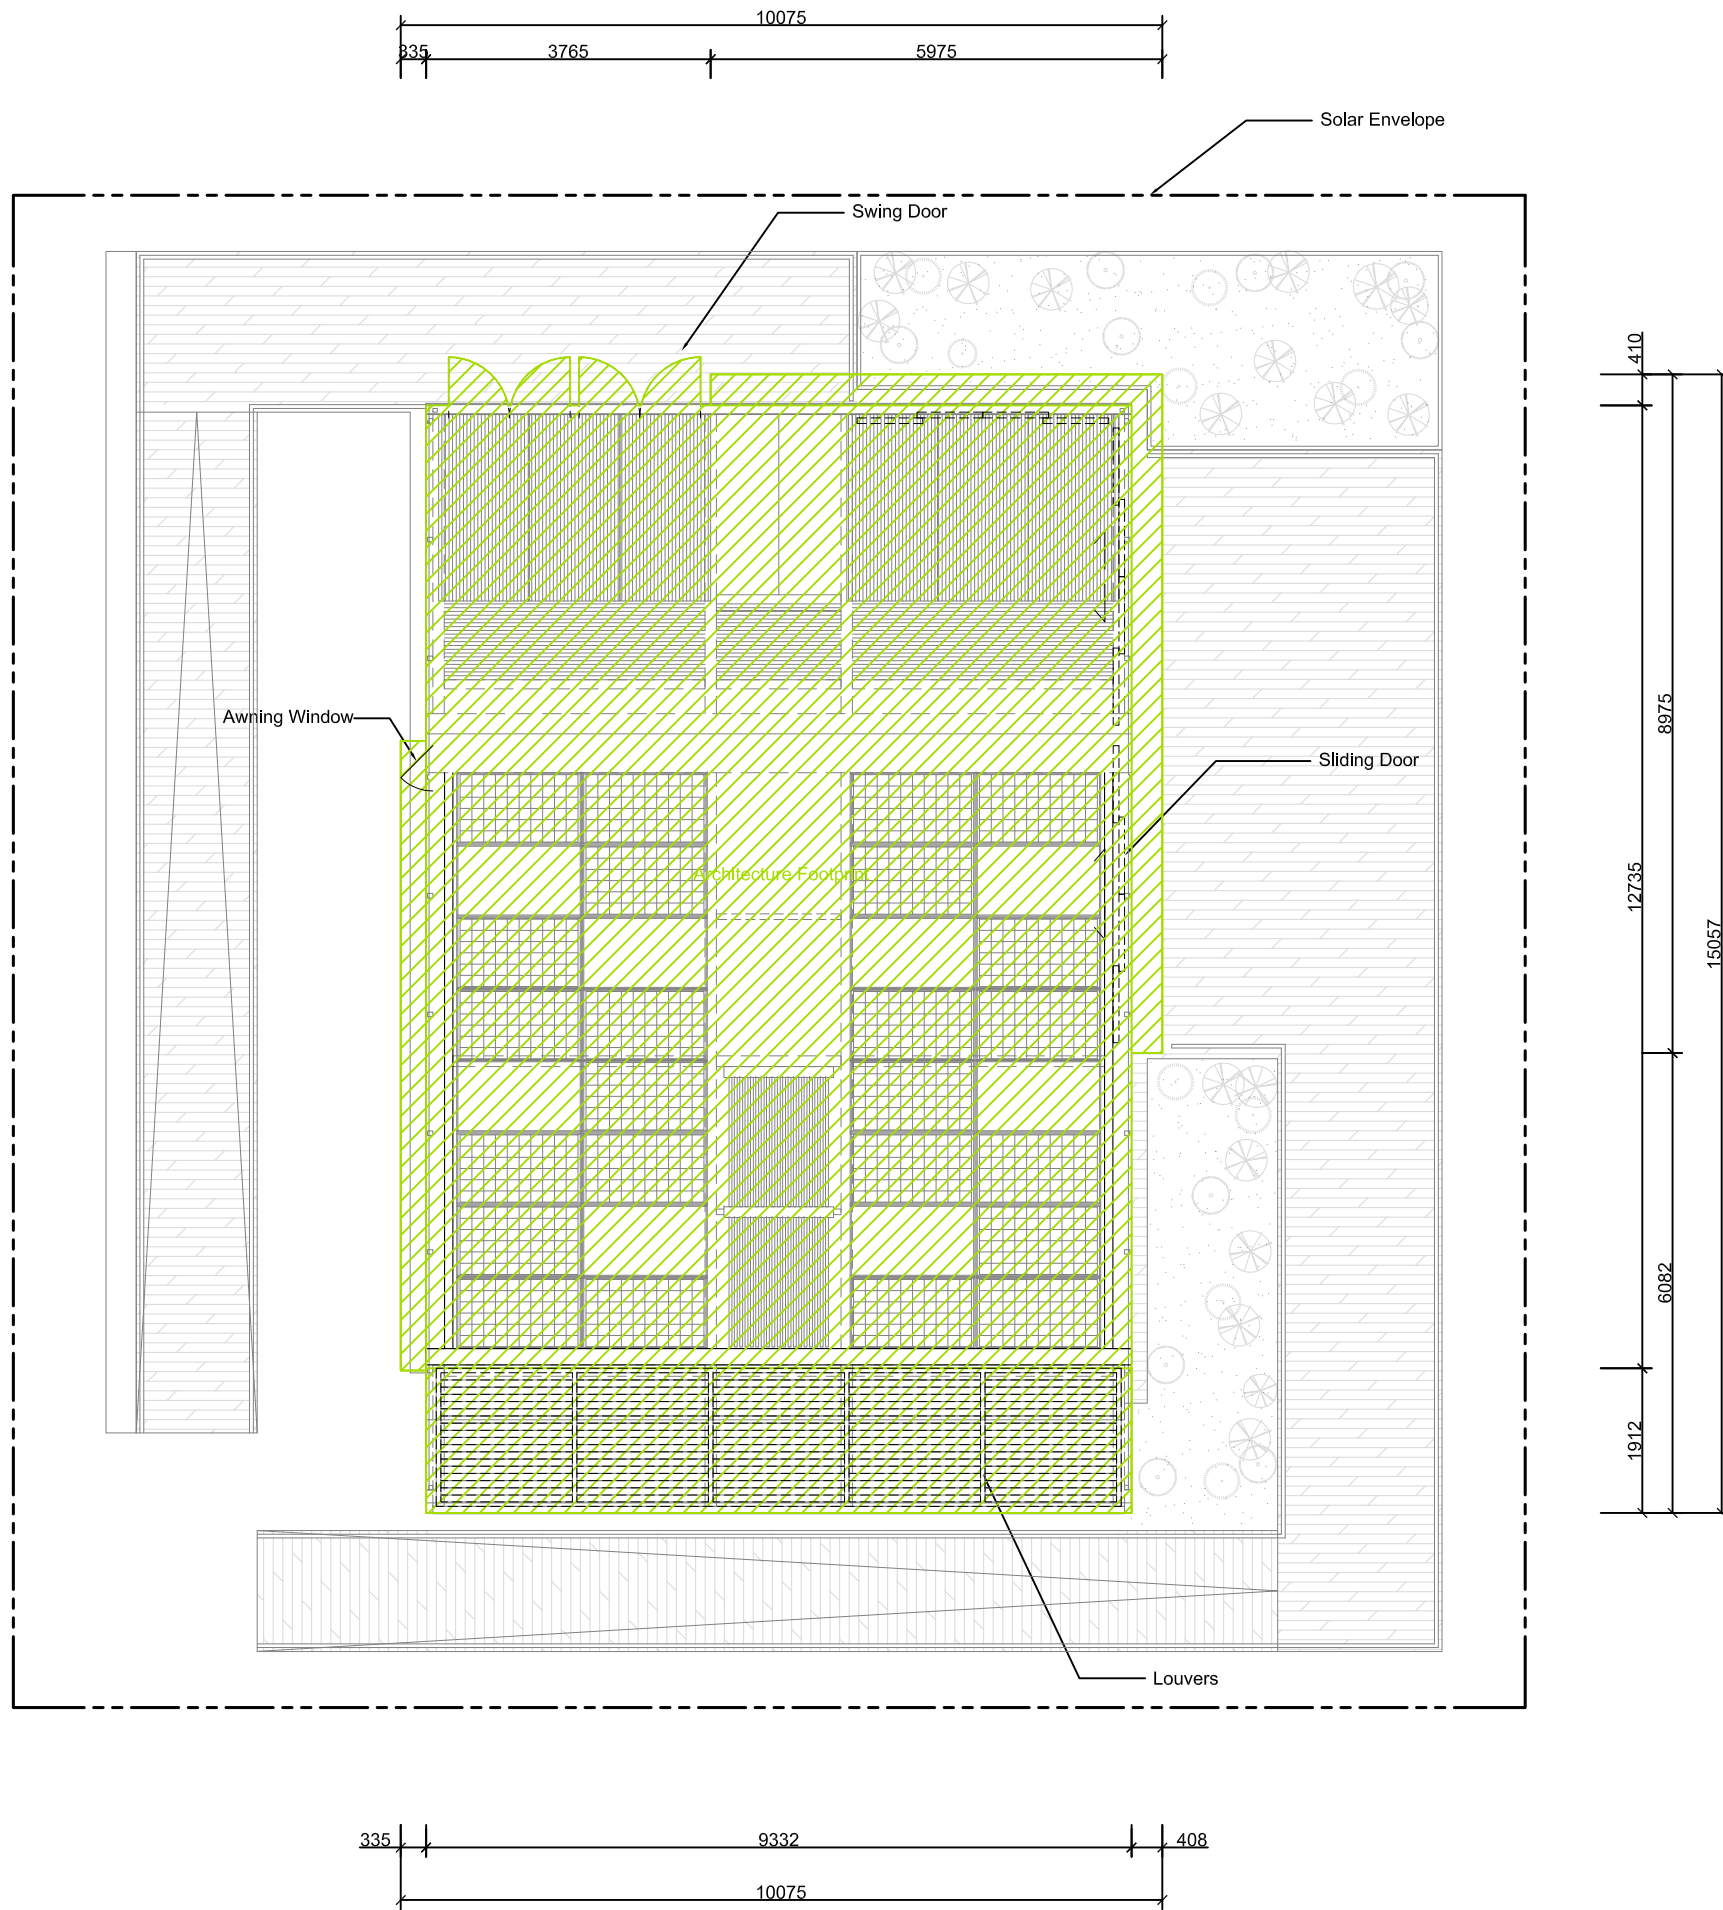 10075
335
3765
5975
Solar Envelope
Swing Door
410
Awning Window
8975
Sliding Door
Architecture Footprint
12735
15057
6082
1912
Louvers
335
9332
408
10075